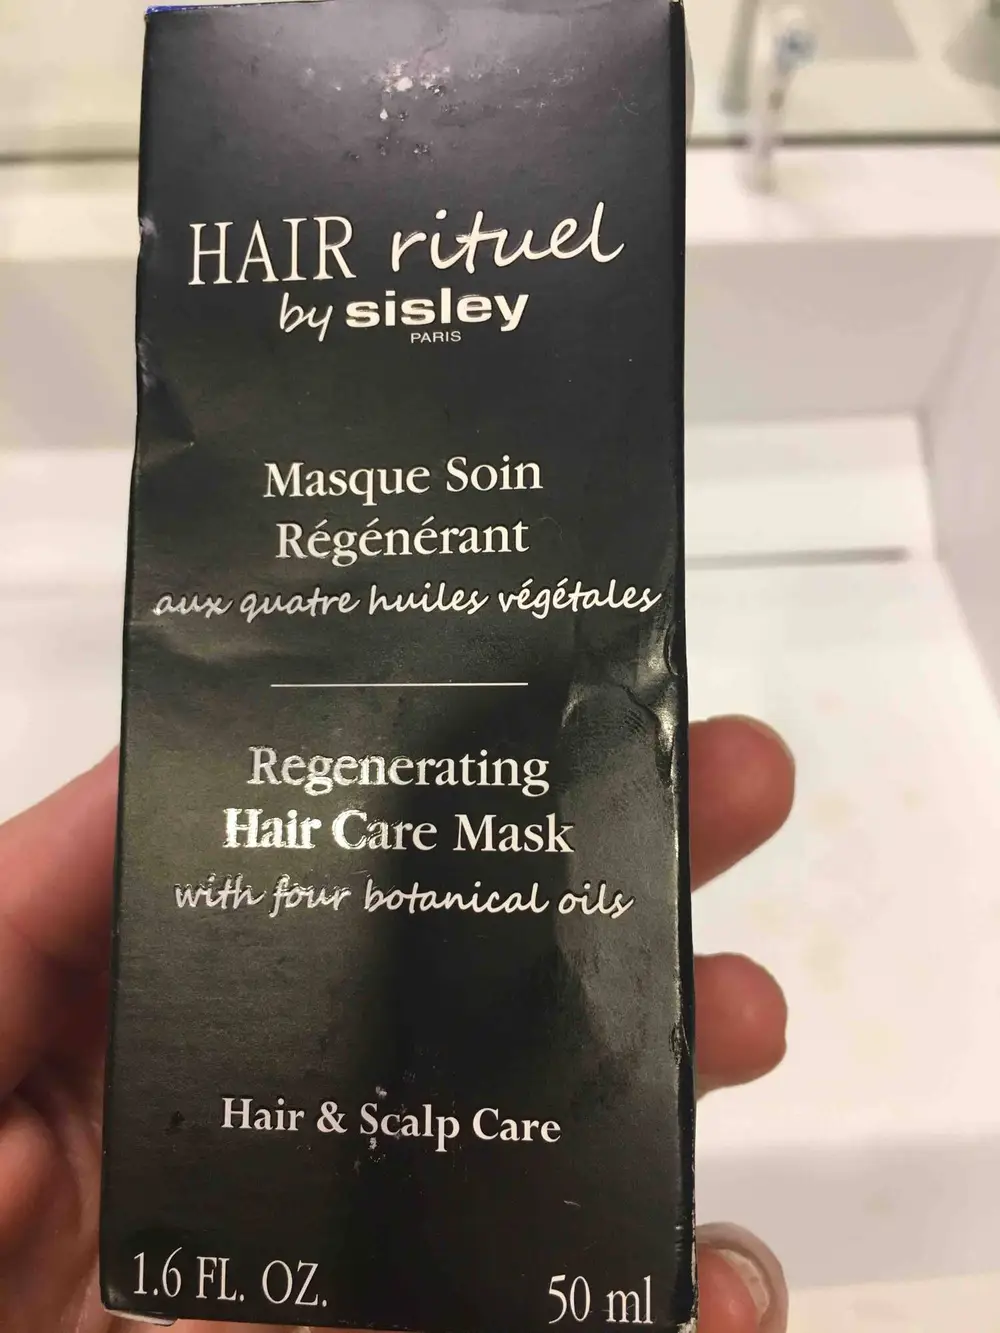 HAIR rituel
by sisley
PARIS
Masque Soin
Régénérant
aux quatre huiles végétales
Regenerating
Hair Care Mask
with four botanical oils
Hair & Scalp Care
1.6 FL. OZ. 50 ml